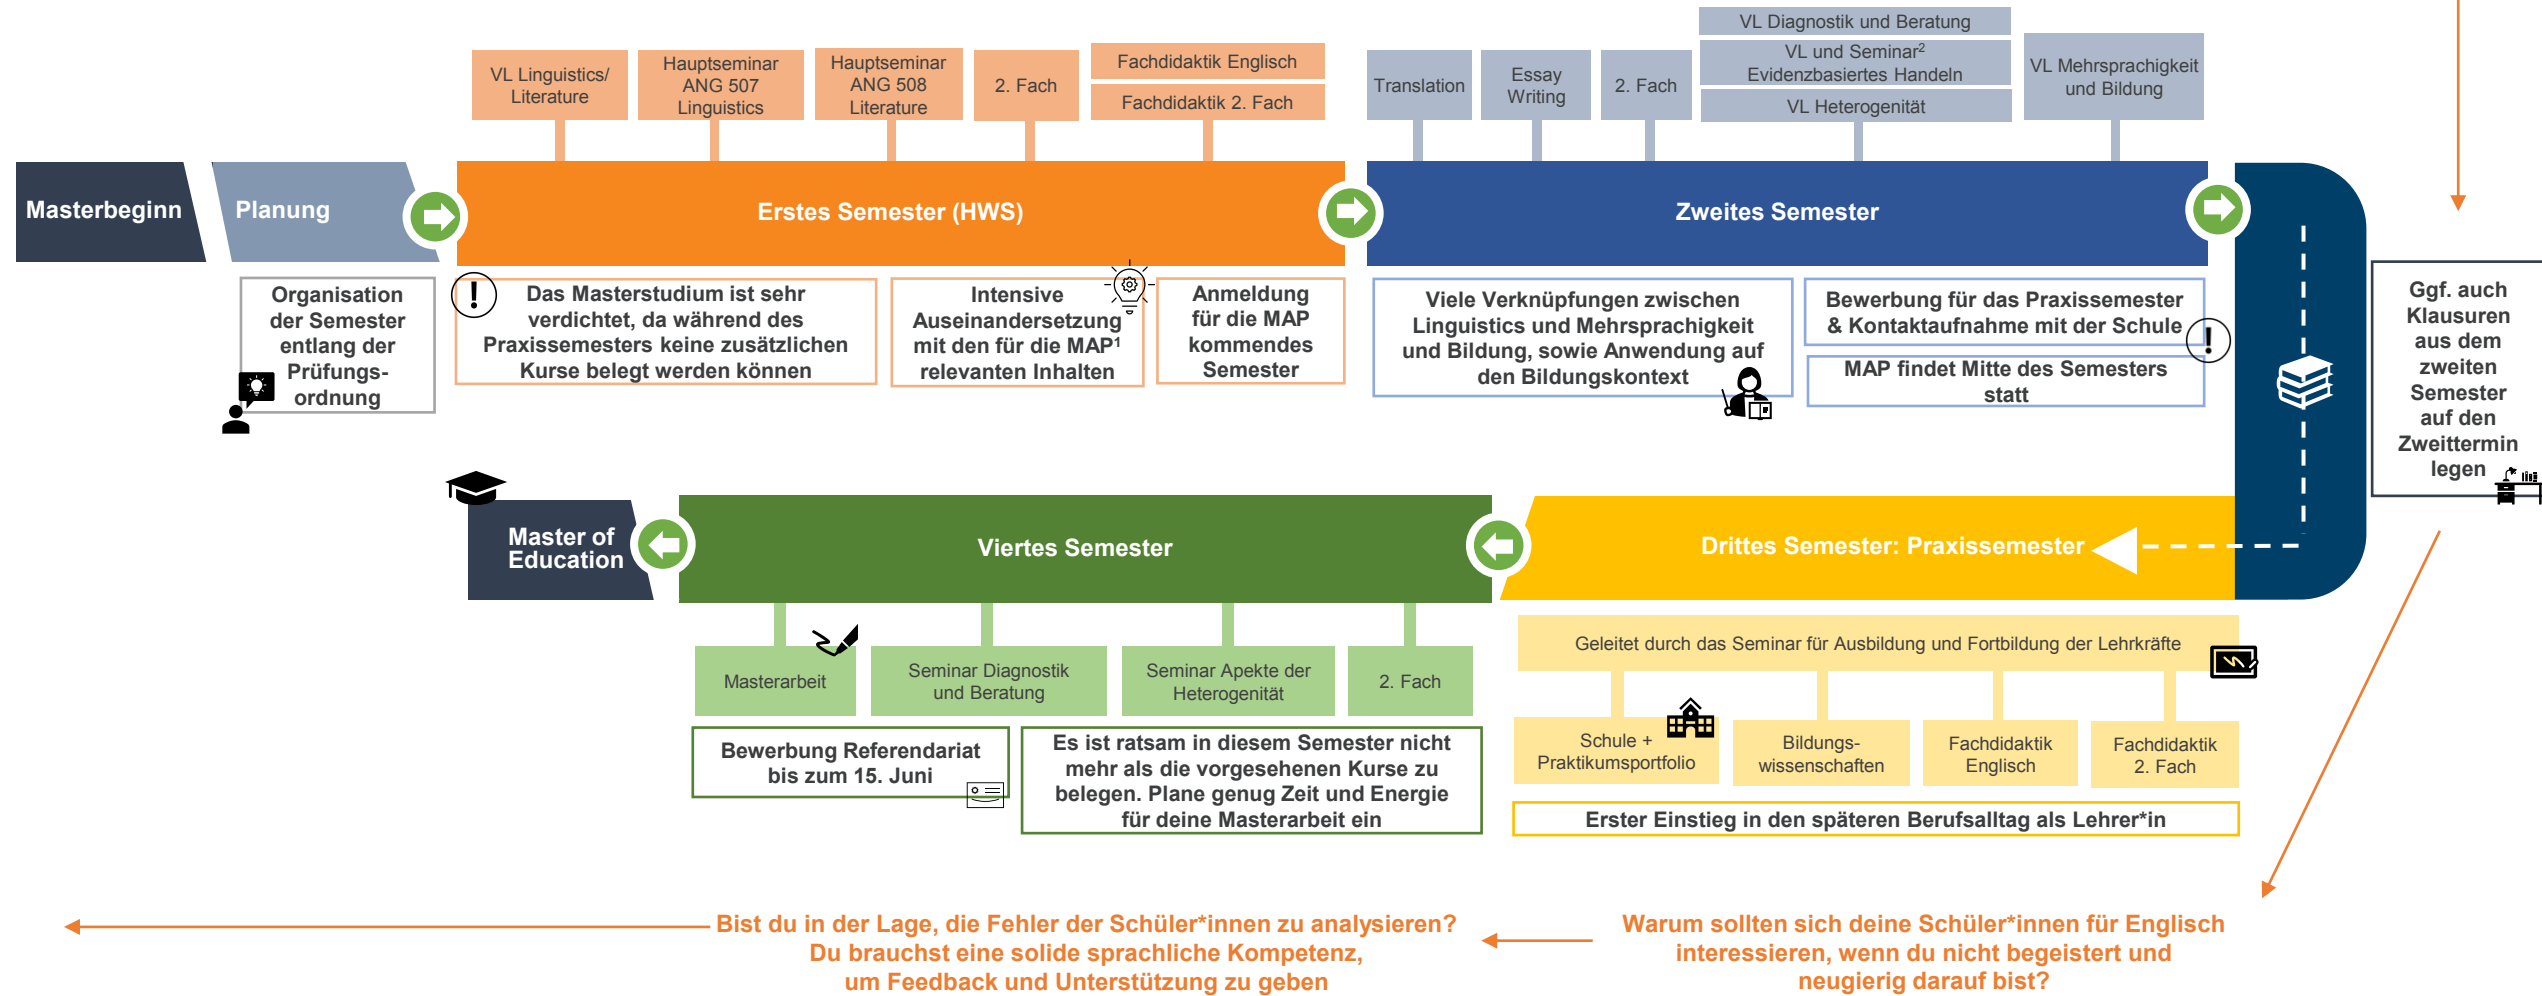 VL Linguistics/
Literature
Hauptseminar
ANG 507
Linguistics
Hauptseminar
ANG 508
Literature
2. Fach
Fachdidaktik Englisch
Fachdidaktik 2. Fach
Translation
Essay
Writing
2. Fach
VL Diagnostik und Beratung
VL und Seminar²
Evidenzbasiertes Handeln
VL Heterogenität
VL Mehrsprachigkeit
und Bildung
Masterbeginn
Planung
Erstes Semester (HWS)
Zweites Semester
Organisation
der Semester
entlang der
Prüfungs-
ordnung
!
Das Masterstudium ist sehr
verdichtet, da während des
Praxissemesters keine zusätzlichen
Kurse belegt werden können
Intensive
Auseinandersetzung
mit den für die MAP¹
relevanten Inhalten
Anmeldung
für die MAP
kommendes
Semester
Viele Verknüpfungen zwischen
Linguistics und Mehrsprachigkeit
und Bildung, sowie Anwendung auf
den Bildungskontext
Bewerbung für das Praxissemester
& Kontaktaufnahme mit der Schule
!
MAP findet Mitte des Semesters
statt
Ggf. auch
Klausuren
aus dem
zweiten
Semester
auf den
Zweittermin
legen
Master of
Education
Viertes Semester
Drittes Semester: Praxissemester
Masterarbeit
Seminar Diagnostik
und Beratung
Seminar Apekte der
Heterogenität
2. Fach
Geleitet durch das Seminar für Ausbildung und Fortbildung der Lehrkräfte
Schule +
Praktikumsportfolio
Bildungs-
wissenschaften
Fachdidaktik
Englisch
Fachdidaktik
2. Fach
Bewerbung Referendariat
bis zum 15. Juni
Es ist ratsam in diesem Semester nicht
mehr als die vorgesehenen Kurse zu
belegen. Plane genug Zeit und Energie
für deine Masterarbeit ein
Erster Einstieg in den späteren Berufsalltag als Lehrer*in
Bist du in der Lage, die Fehler der Schüler*innen zu analysieren?
Du brauchst eine solide sprachliche Kompetenz,
um Feedback und Unterstützung zu geben
Warum sollten sich deine Schüler*innen für Englisch
interessieren, wenn du nicht begeistert und
neugierig darauf bist?